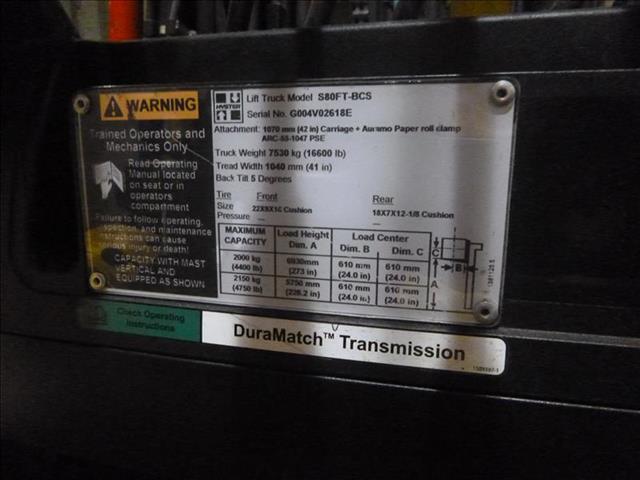 WARNING
Trained Operators and
Mechanics Only
Read Operating
Manual located
on seat or in
operators
compartment
Failure to follow operating,
inspection, and maintenance
instructions can cause
serious injury or death!
CAPACITY WITH MAST
VERTICAL AND
EQUIPPED AS SHOWN
HYSTER
Lift Truck Model S80FT-BCS
Serial No. G004V02618E
Attachment: 1070 mm (42 in) Carriage + Auramo Paper roll clamp
ARC-55-1047 PSE
Truck Weight 7530 kg (16600 lb)
Tread Width 1040 mm (41 in)
Back Tilt 5 Degrees
Tire Front Rear
Size 22X9X16 Cushion 18X7X12-1/8 Cushion
Pressure — —
MAXIMUM Load Height Load Center
CAPACITY Dim. A Dim. B Dim. C
2000 kg 6930mm 610 mm 610 mm
(4400 lb) (273 in) (24.0 in) (24.0 in)
2150 kg 5750 mm 610 mm 610 mm
(4750 lb) (226.2 in) (24.0 in) (24.0 in)
C
B
A
Check Operating
Instructions
DuraMatch™ Transmission